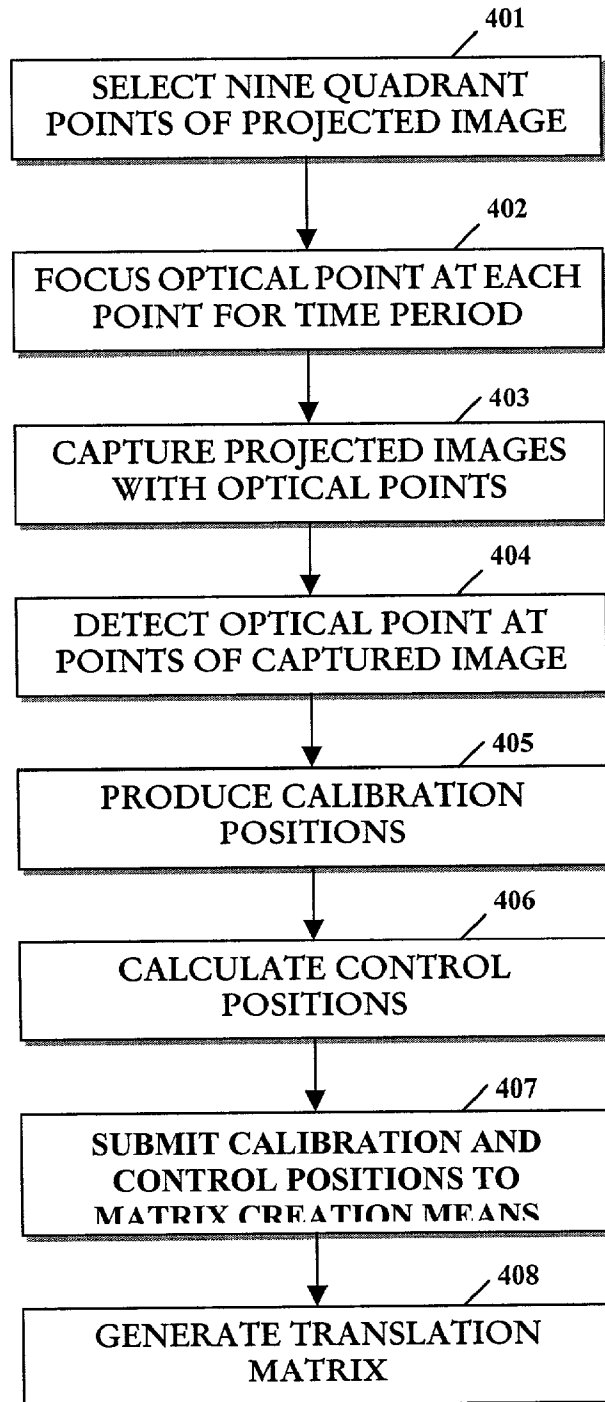 401
SELECT NINE QUADRANT
POINTS OF PROJECTED IMAGE
402
FOCUS OPTICAL POINT AT EACH
POINT FOR TIME PERIOD
403
CAPTURE PROJECTED IMAGES
WITH OPTICAL POINTS
404
DETECT OPTICAL POINT AT
POINTS OF CAPTURED IMAGE
405
PRODUCE CALIBRATION
POSITIONS
406
CALCULATE CONTROL
POSITIONS
407
SUBMIT CALIBRATION AND
CONTROL POSITIONS TO
MATRIX CREATION MEANS
408
GENERATE TRANSLATION
MATRIX